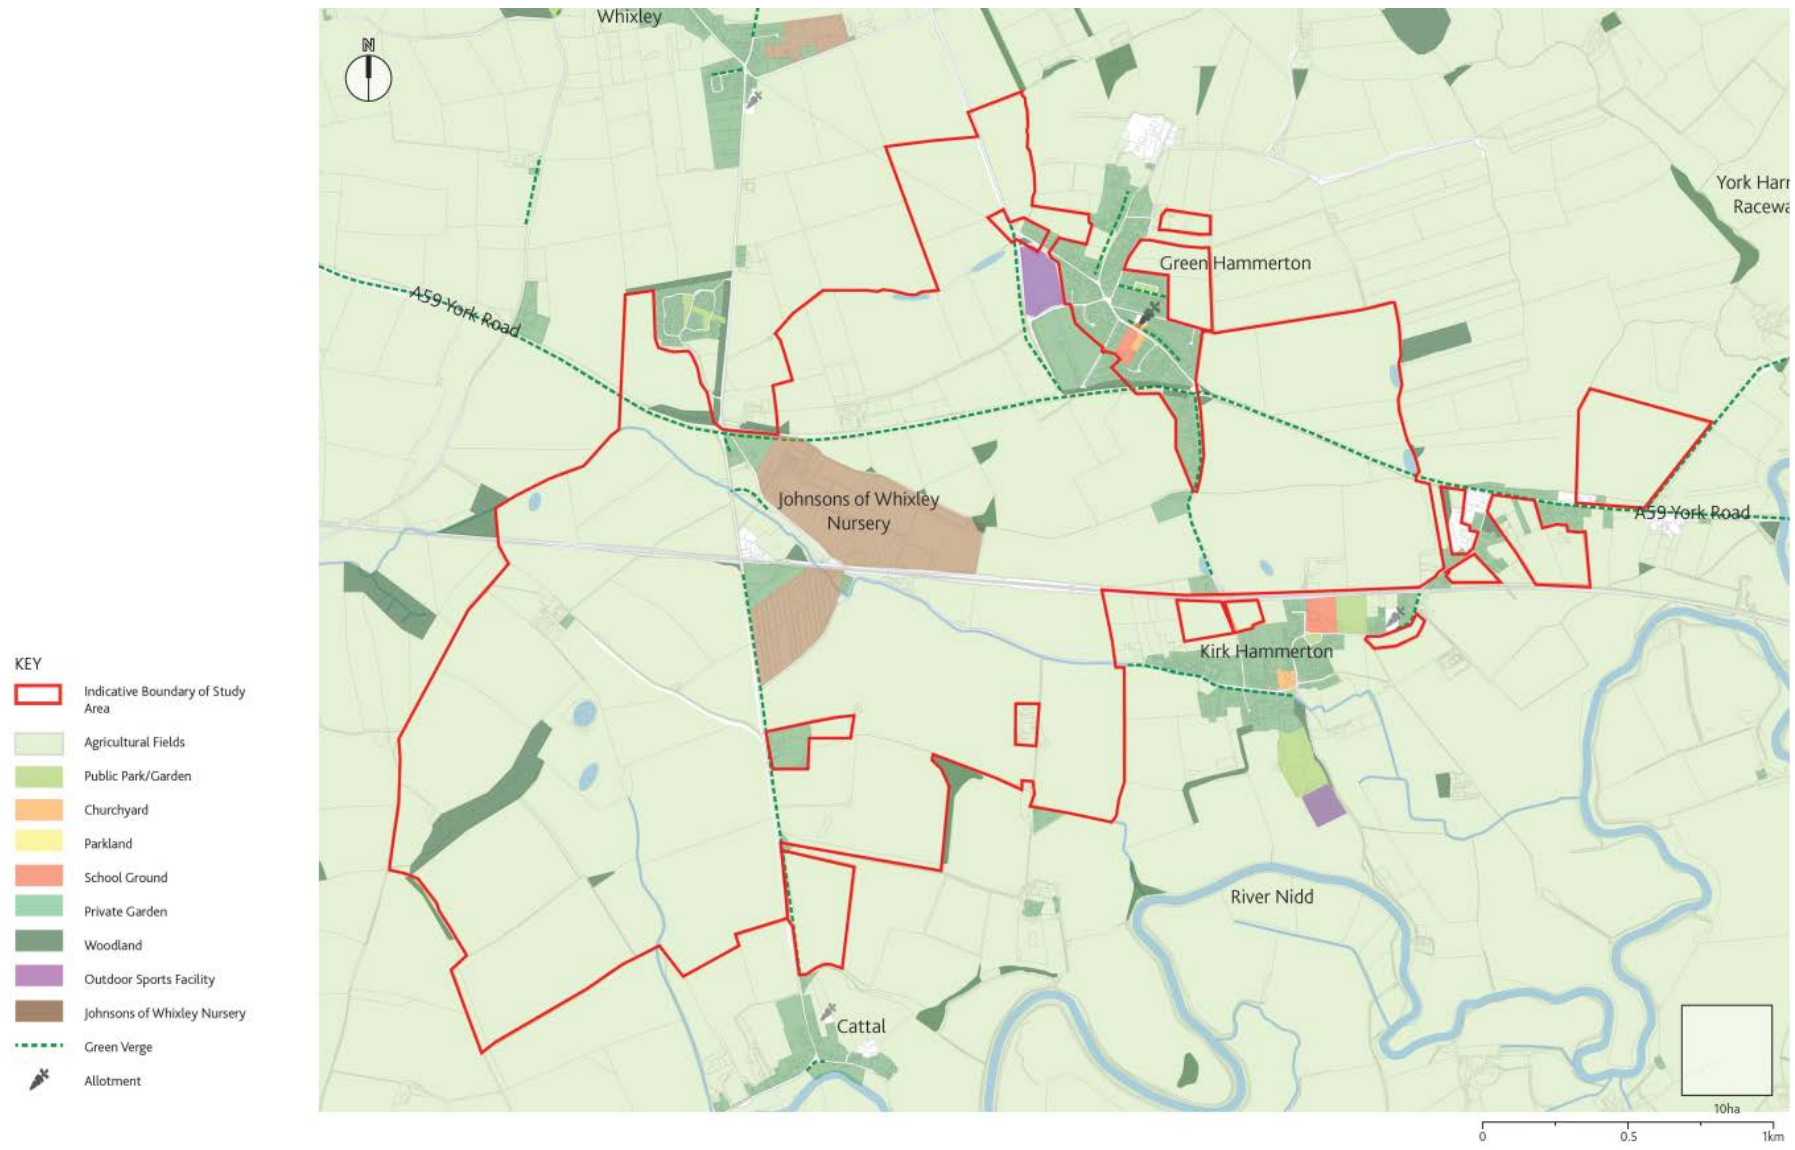 Whixley
N
York Harr
Racewa
Green Hammerton
A59 York Road
Johnsons of Whixley
Nursery
A59 York Road
Kirk Hammerton
River Nidd
Cattal
KEY
Indicative Boundary of Study
Area
Agricultural Fields
Public Park/Garden
Churchyard
Parkland
School Ground
Private Garden
Woodland
Outdoor Sports Facility
Johnsons of Whixley Nursery
Green Verge
Allotment
10ha
0 0.5 1km